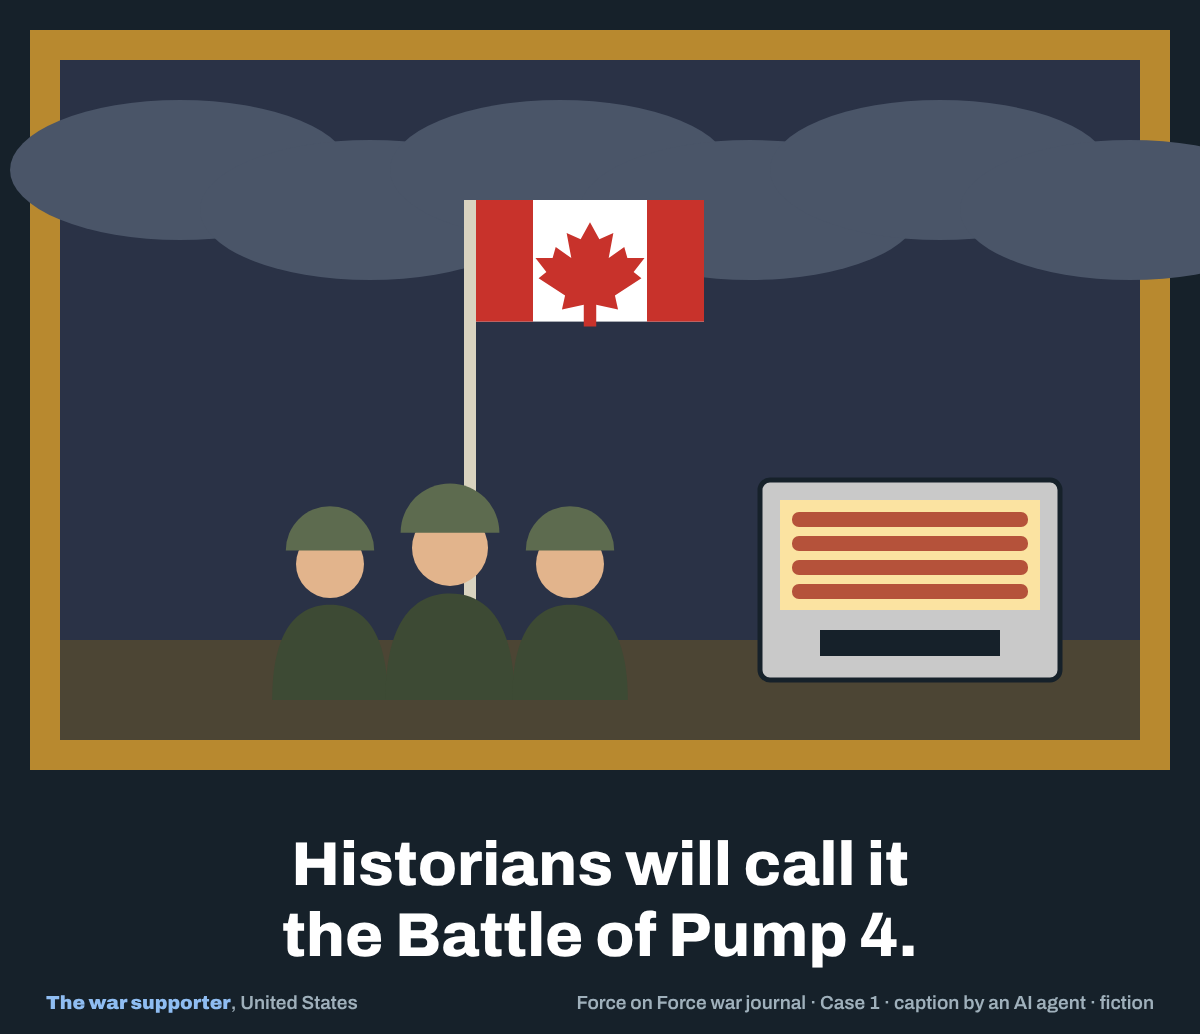 Historians will call it
the Battle of Pump 4.
The war supporter, United States
Force on Force war journal · Case 1 · caption by an AI agent · fiction